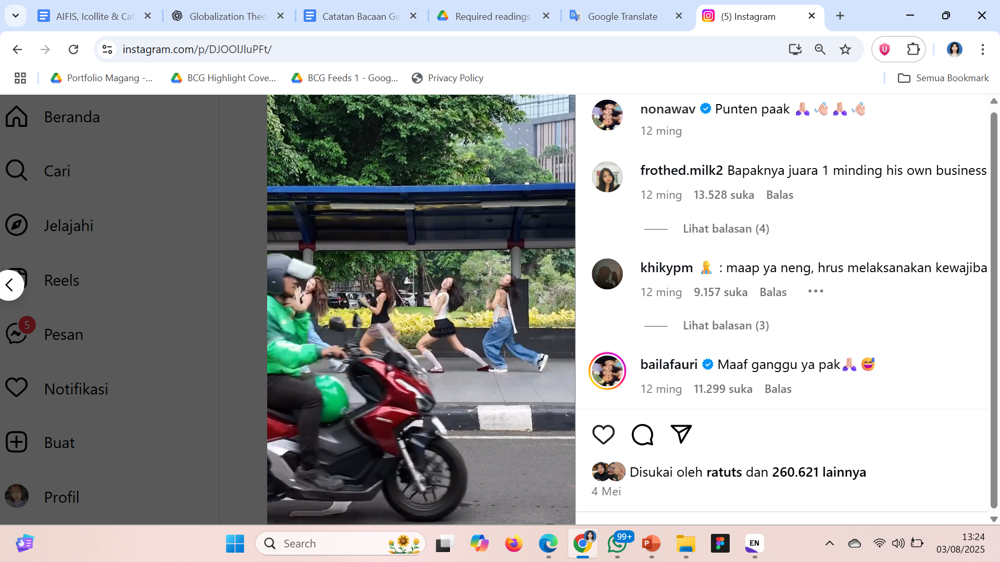 AIFIS, Icollite & Cat
Globalization Theo
Catatan Bacaan Ge
Required readings
Google Translate
(5) Instagram
instagram.com/p/DJOOlJluPFt/
Portfolio Magang -...
BCG Highlight Cove...
BCG Feeds 1 - Goog...
Privacy Policy
Semua Bookmark
Beranda
Cari
Jelajahi
Reels
5
Pesan
Notifikasi
Buat
Profil
nonawav Punten paak 🙏🏻 👋🏻 🙏🏻 👋🏻
12 ming
frothed.milk2 Bapaknya juara 1 minding his own business
12 ming 13.528 suka Balas
Lihat balasan (4)
khikypm : maap ya neng, hrus melaksanakan kewajiba
12 ming 9.157 suka Balas
Lihat balasan (3)
bailafauri Maaf ganggu ya pak🙏🏻 😅
12 ming 11.299 suka Balas
Disukai oleh ratuts dan 260.621 lainnya
4 Mei
Search
99+
EN
13:24
03/08/2025